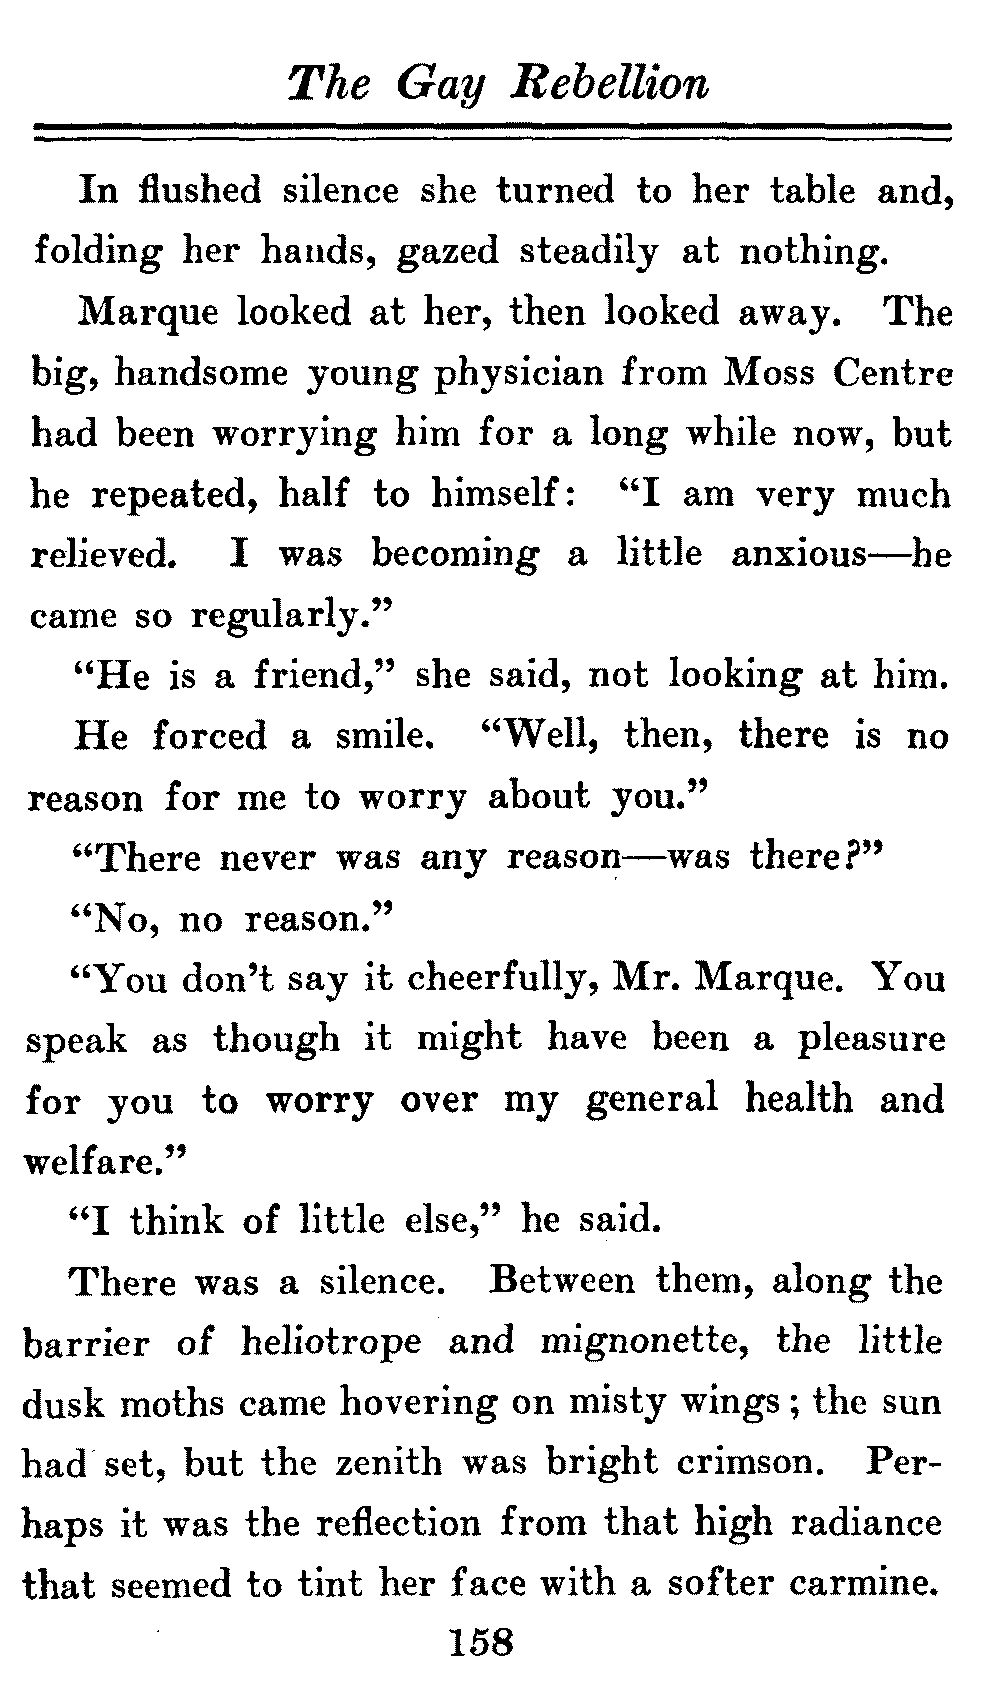 The Gay Rebellion
In flushed silence she turned to her table and,
folding her hands, gazed steadily at nothing.
Marque looked at her, then looked away. The
big, handsome young physician from Moss Centre
had been worrying him for a long while now, but
he repeated, half to himself: “I am very much
relieved. I was becoming a little anxious—he
came so regularly.”
“He is a friend,” she said, not looking at him.
He forced a smile. “Well, then, there is no
reason for me to worry about you.”
“There never was any reason—was there?”
“No, no reason.”
“You don’t say it cheerfully, Mr. Marque. You
speak as though it might have been a pleasure
for you to worry over my general health and
welfare.”
“I think of little else,” he said.
There was a silence. Between them, along the
barrier of heliotrope and mignonette, the little
dusk moths came hovering on misty wings; the sun
had set, but the zenith was bright crimson. Per-
haps it was the reflection from that high radiance
that seemed to tint her face with a softer carmine.
158